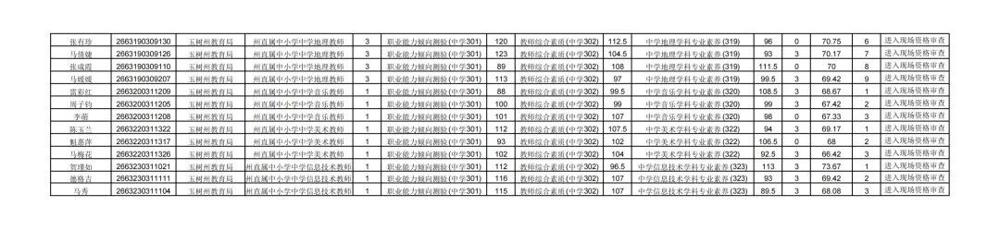 张有珍 2663190309130 玉树州教育局 州直属中小学中学地理教师 3 职业能力倾向测验(中学301) 120 教师综合素质(中学302) 112.5 中学地理学科专业素养(319) 96 0 70.75 6 进入现场资格审查
马倩婕 2663190309126 玉树州教育局 州直属中小学中学地理教师 3 职业能力倾向测验(中学301) 123 教师综合素质(中学302) 104.5 中学地理学科专业素养(319) 93 3 70.17 7 进入现场资格审查
张成霞 2663190309110 玉树州教育局 州直属中小学中学地理教师 3 职业能力倾向测验(中学301) 89 教师综合素质(中学302) 108 中学地理学科专业素养(319) 111.5 0 70 8 进入现场资格审查
马媛媛 2663190309207 玉树州教育局 州直属中小学中学地理教师 3 职业能力倾向测验(中学301) 113 教师综合素质(中学302) 97 中学地理学科专业素养(319) 99.5 3 69.42 9 进入现场资格审查
雷彩红 2663200311209 玉树州教育局 州直属中小学中学音乐教师 1 职业能力倾向测验(中学301) 88 教师综合素质(中学302) 99.5 中学音乐学科专业素养(320) 108.5 3 68.67 1 进入现场资格审查
周子钧 2663200311205 玉树州教育局 州直属中小学中学音乐教师 1 职业能力倾向测验(中学301) 100 教师综合素质(中学302) 99 中学音乐学科专业素养(320) 99 3 67.42 2 进入现场资格审查
李萌 2663200311208 玉树州教育局 州直属中小学中学音乐教师 1 职业能力倾向测验(中学301) 101 教师综合素质(中学302) 107 中学音乐学科专业素养(320) 98 0 67.33 3 进入现场资格审查
陈玉兰 2663220311322 玉树州教育局 州直属中小学中学美术教师 1 职业能力倾向测验(中学301) 112 教师综合素质(中学302) 107.5 中学美术学科专业素养(322) 94 3 69.17 1 进入现场资格审查
魁惠萍 2663220311317 玉树州教育局 州直属中小学中学美术教师 1 职业能力倾向测验(中学301) 93 教师综合素质(中学302) 102 中学美术学科专业素养(322) 106.5 0 68 2 进入现场资格审查
马梅花 2663220311326 玉树州教育局 州直属中小学中学美术教师 1 职业能力倾向测验(中学301) 102 教师综合素质(中学302) 104 中学美术学科专业素养(322) 92.5 3 66.42 3 进入现场资格审查
贺瑾如 2663230311021 玉树州教育局 州直属中小学中学信息技术教师 1 职业能力倾向测验(中学301) 112 教师综合素质(中学302) 96.5 中学信息技术学科专业素养(323) 113 3 73.67 1 进入现场资格审查
德格吉 2663230311111 玉树州教育局 州直属中小学中学信息技术教师 1 职业能力倾向测验(中学301) 116 教师综合素质(中学302) 107 中学信息技术学科专业素养(323) 93 3 69.42 2 进入现场资格审查
马秀 2663230311104 玉树州教育局 州直属中小学中学信息技术教师 1 职业能力倾向测验(中学301) 115 教师综合素质(中学302) 107 中学信息技术学科专业素养(323) 89.5 3 68.08 3 进入现场资格审查